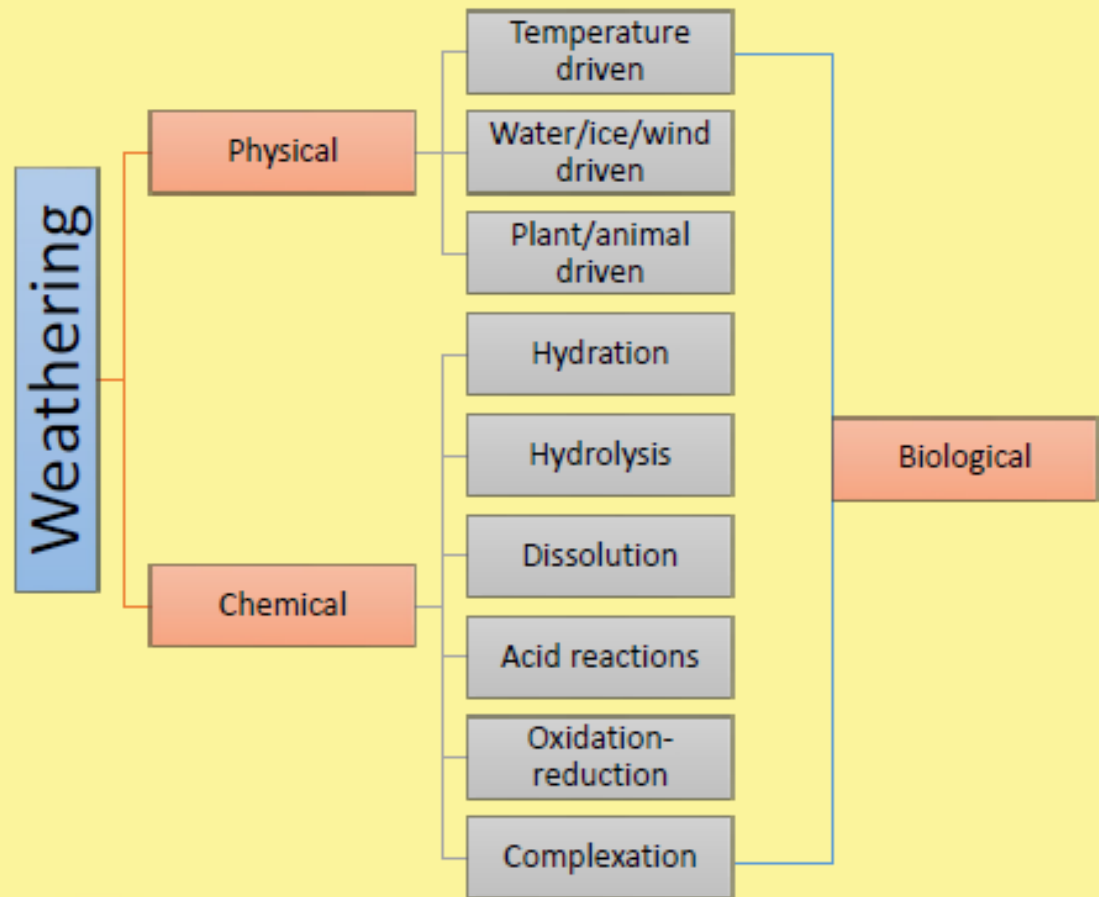 Weathering
Physical
Temperature
driven
Water/ice/wind
driven
Plant/animal
driven
Chemical
Hydration
Hydrolysis
Dissolution
Acid reactions
Oxidation-
reduction
Complexation
Biological